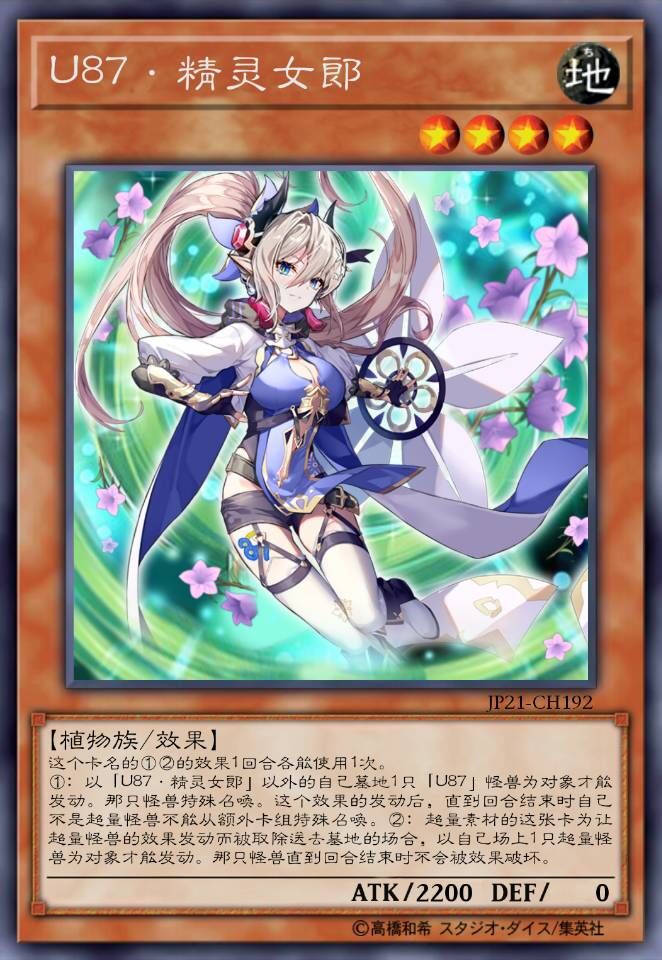 U87·精灵女郎
ち
地
87
JP21-CH192
【植物族/效果】
这个卡名的①②的效果1回合各能使用1次。
①：以「U87·精灵女郎」以外的自己墓地1只「U87」怪兽为对象才能
发动。那只怪兽特殊召唤。这个效果的发动后，直到回合结束时自己
不是超量怪兽不能从额外卡组特殊召唤。②：超量素材的这张卡为让
超量怪兽的效果发动而被取除送去墓地的场合，以自己场上1只超量怪
兽为对象才能发动。那只怪兽直到回合结束时不会被效果破坏。
ATK/2200 DEF/ 0
©高橋和希 スタジオ・ダイス/集英社